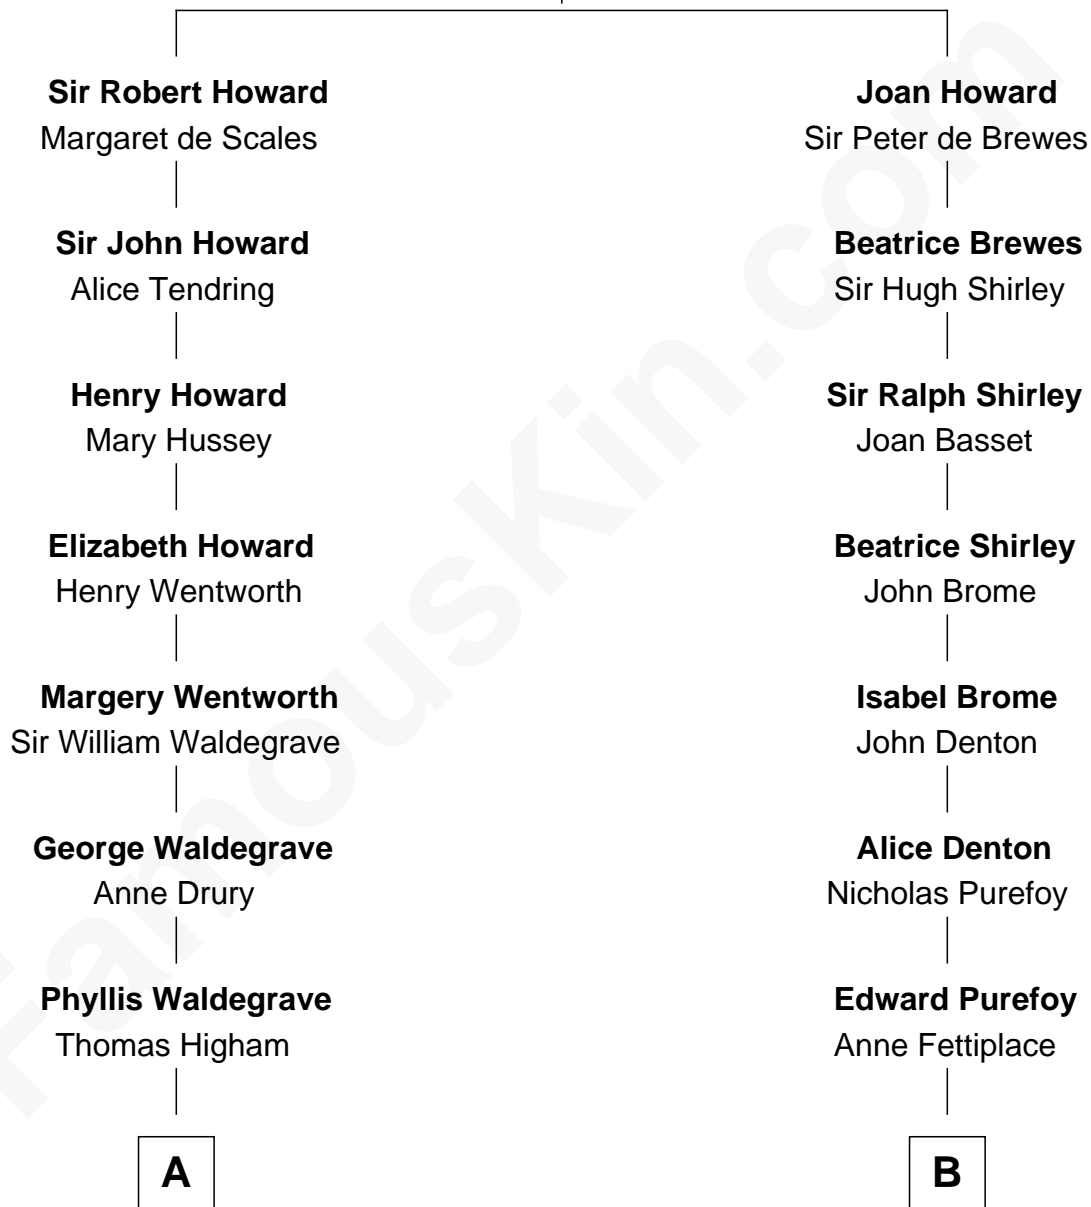 Sir Robert Howard
Margaret de Scales
Sir John Howard
Alice Tendring
Henry Howard
Mary Hussey
Elizabeth Howard
Henry Wentworth
Margery Wentworth
Sir William Waldegrave
George Waldegrave
Anne Drury
Phyllis Waldegrave
Thomas Higham
A
Joan Howard
Sir Peter de Brewes
Beatrice Brewes
Sir Hugh Shirley
Sir Ralph Shirley
Joan Basset
Beatrice Shirley
John Brome
Isabel Brome
John Denton
Alice Denton
Nicholas Purefoy
Edward Purefoy
Anne Fettiplace
B
FamousKin.com